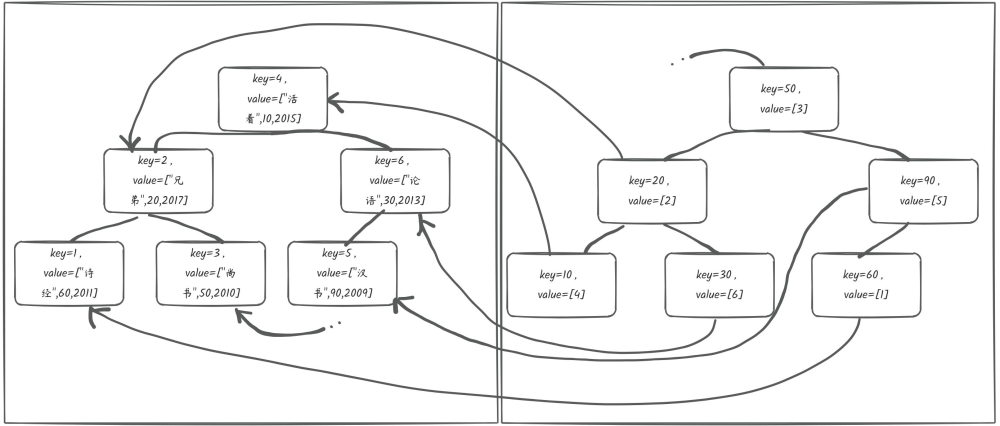 key=4 ,
value=["活
着",10,2015]
key=2 ,
value=["兄
弟",20,2017]
key=6 ,
value=["论
语",30,2013]
key=1 ,
value=["诗
经",60,2011]
key=3 ,
value=["尚
书",50,2010]
key=5 ,
value=["汉
书",90,2009]
key=50 ,
value=[3]
key=20 ,
value=[2]
key=90 ,
value=[5]
key=10 ,
value=[4]
key=30 ,
value=[6]
key=60 ,
value=[1]